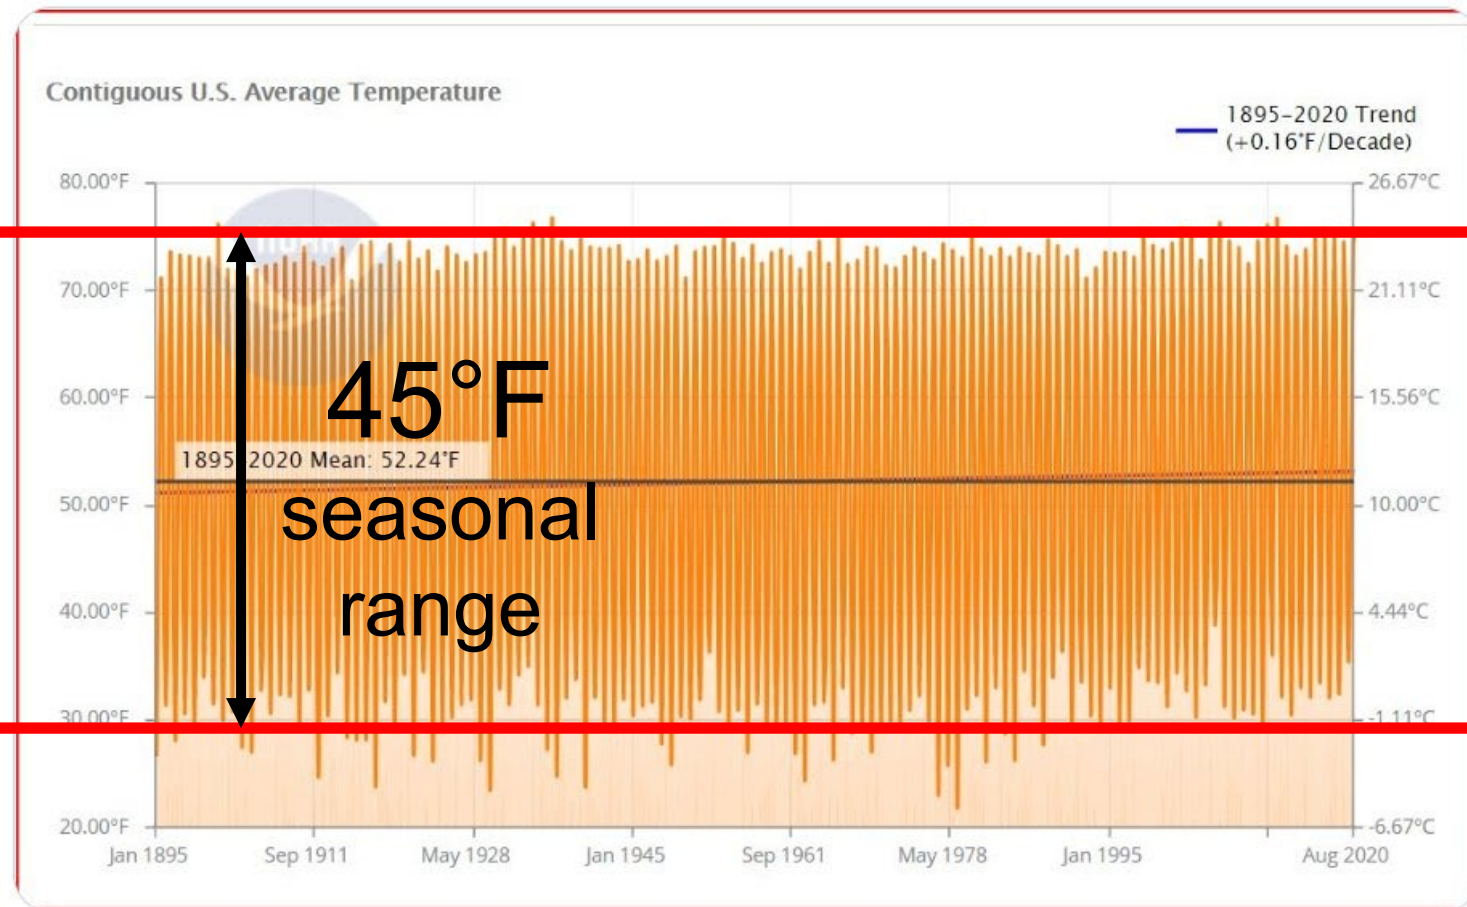 Contiguous U.S. Average Temperature
1895-2020 Trend
(+0.16°F/Decade)
80.00°F
26.67°C
70.00°F
21.11°C
45°F
60.00°F
15.56°C
1895-2020 Mean: 52.24°F
50.00°F
10.00°C
seasonal
range
40.00°F
4.44°C
30.00°F
-1.11°C
20.00°F
-6.67°C
Jan 1895
Sep 1911
May 1928
Jan 1945
Sep 1961
May 1978
Jan 1995
Aug 2020